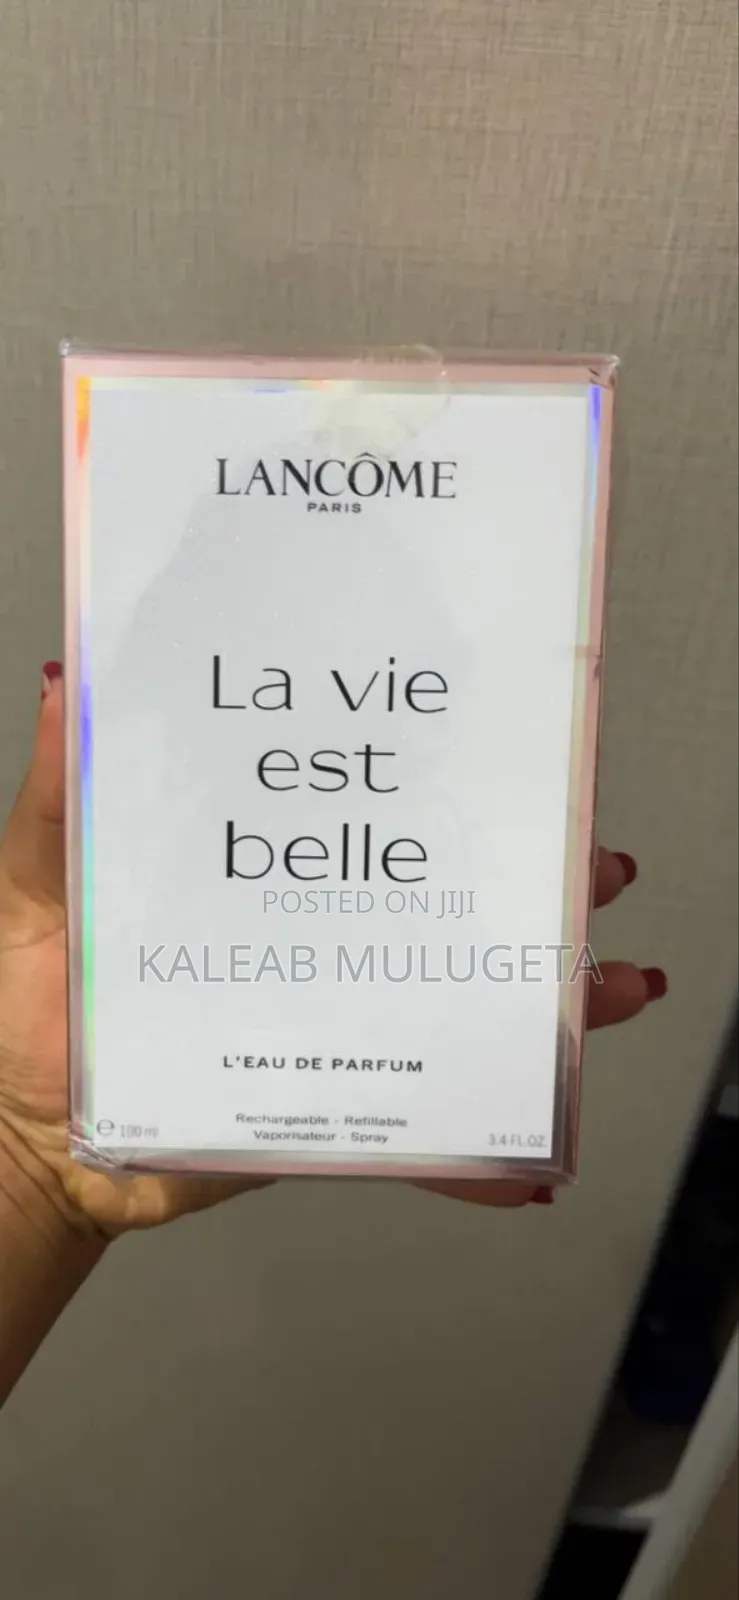 LANCÔME
PARIS
La vie
est
belle
POSTED ON JIJI
KALEAB MULUGETA
L'EAU DE PARFUM
Rechargeable - Refillable
Vaporisateur - Spray
e 100 ml
3.4 FL.OZ.